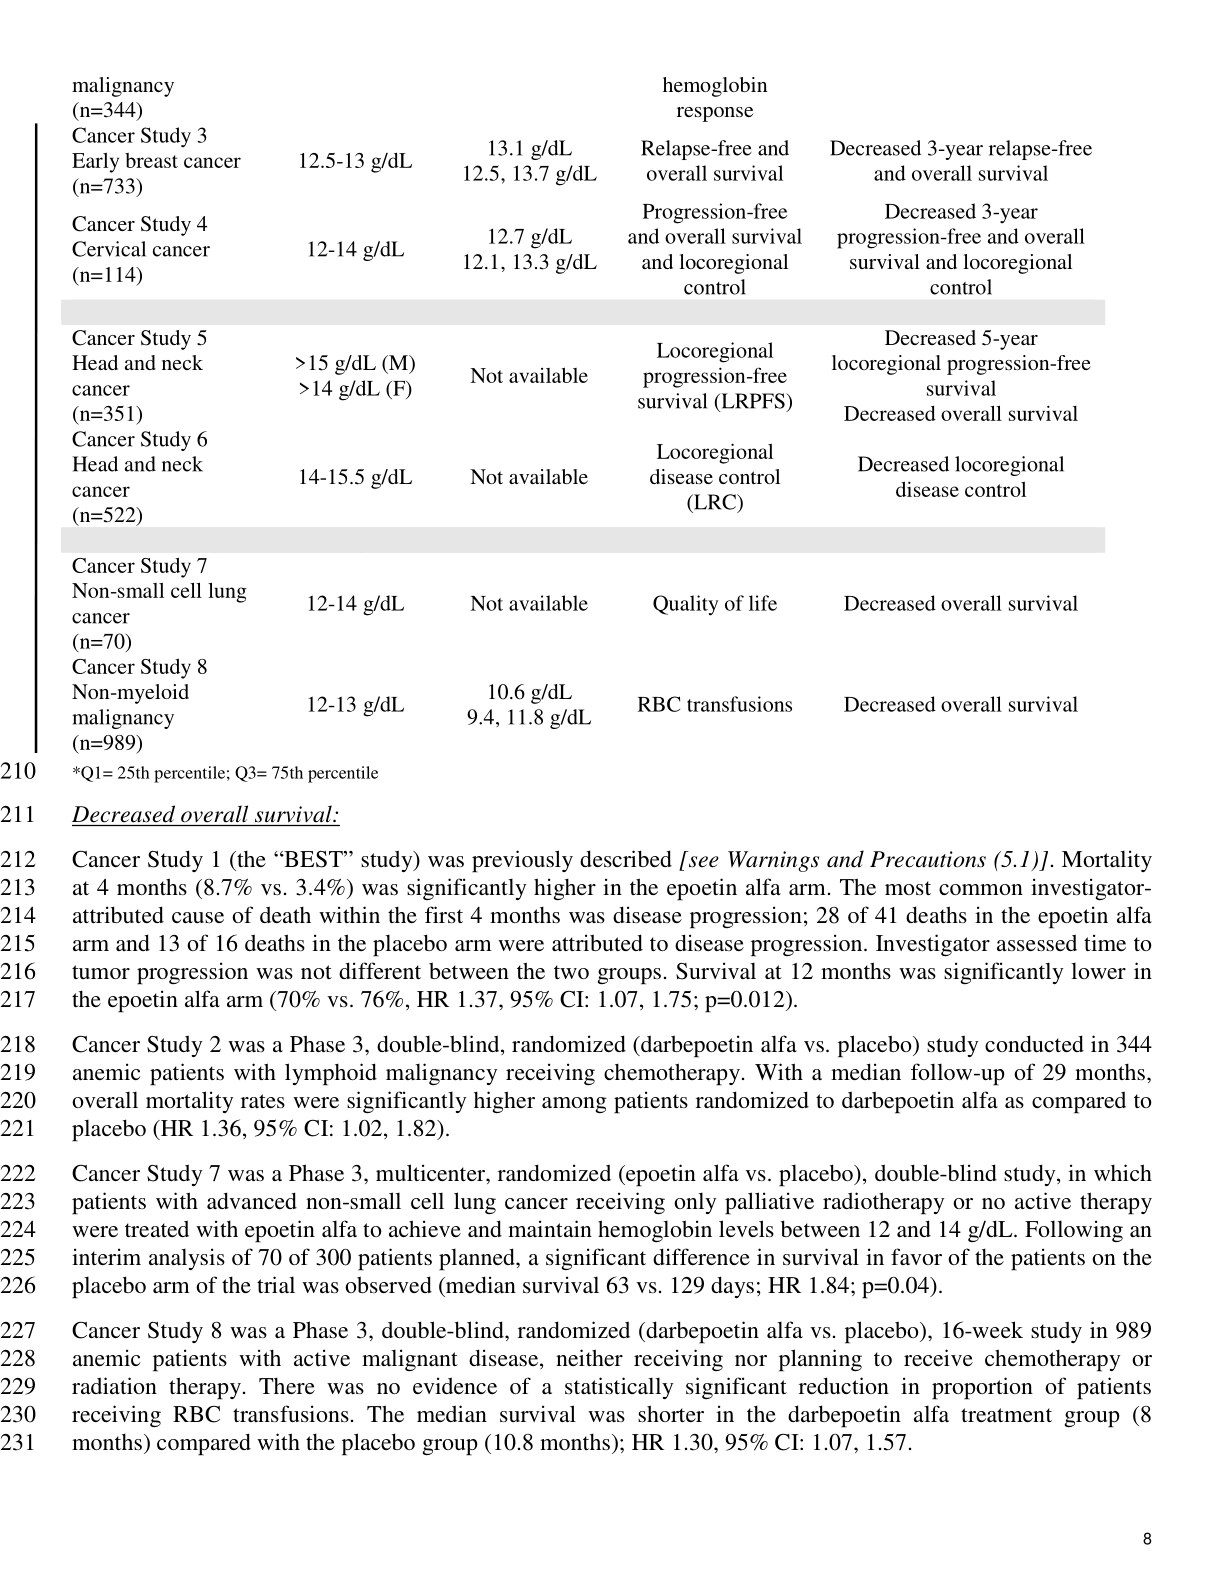 malignancy
(n=344)
hemoglobin
response
Cancer Study 3
Early breast cancer
(n=733)
12.5-13 g/dL
13.1 g/dL
12.5, 13.7 g/dL
Relapse-free and
overall survival
Decreased 3-year relapse-free
and overall survival
Cancer Study 4
Cervical cancer
(n=114)
12-14 g/dL
12.7 g/dL
12.1, 13.3 g/dL
Progression-free
and overall survival
and locoregional
control
Decreased 3-year
progression-free and overall
survival and locoregional
control
Cancer Study 5
Head and neck
cancer
(n=351)
>15 g/dL (M)
>14 g/dL (F)
Not available
Locoregional
progression-free
survival (LRPFS)
Decreased 5-year
locoregional progression-free
survival
Decreased overall survival
Cancer Study 6
Head and neck
cancer
(n=522)
14-15.5 g/dL
Not available
Locoregional
disease control
(LRC)
Decreased locoregional
disease control
Cancer Study 7
Non-small cell lung
cancer
(n=70)
12-14 g/dL
Not available
Quality of life
Decreased overall survival
Cancer Study 8
Non-myeloid
malignancy
(n=989)
12-13 g/dL
10.6 g/dL
9.4, 11.8 g/dL
RBC transfusions
Decreased overall survival
210 *Q1= 25th percentile; Q3= 75th percentile
211 Decreased overall survival:
212 Cancer Study 1 (the “BEST” study) was previously described [see Warnings and Precautions (5.1)]. Mortality
213 at 4 months (8.7% vs. 3.4%) was significantly higher in the epoetin alfa arm. The most common investigator-
214 attributed cause of death within the first 4 months was disease progression; 28 of 41 deaths in the epoetin alfa
215 arm and 13 of 16 deaths in the placebo arm were attributed to disease progression. Investigator assessed time to
216 tumor progression was not different between the two groups. Survival at 12 months was significantly lower in
217 the epoetin alfa arm (70% vs. 76%, HR 1.37, 95% CI: 1.07, 1.75; p=0.012).
218 Cancer Study 2 was a Phase 3, double-blind, randomized (darbepoetin alfa vs. placebo) study conducted in 344
219 anemic patients with lymphoid malignancy receiving chemotherapy. With a median follow-up of 29 months,
220 overall mortality rates were significantly higher among patients randomized to darbepoetin alfa as compared to
221 placebo (HR 1.36, 95% CI: 1.02, 1.82).
222 Cancer Study 7 was a Phase 3, multicenter, randomized (epoetin alfa vs. placebo), double-blind study, in which
223 patients with advanced non-small cell lung cancer receiving only palliative radiotherapy or no active therapy
224 were treated with epoetin alfa to achieve and maintain hemoglobin levels between 12 and 14 g/dL. Following an
225 interim analysis of 70 of 300 patients planned, a significant difference in survival in favor of the patients on the
226 placebo arm of the trial was observed (median survival 63 vs. 129 days; HR 1.84; p=0.04).
227 Cancer Study 8 was a Phase 3, double-blind, randomized (darbepoetin alfa vs. placebo), 16-week study in 989
228 anemic patients with active malignant disease, neither receiving nor planning to receive chemotherapy or
229 radiation therapy. There was no evidence of a statistically significant reduction in proportion of patients
230 receiving RBC transfusions. The median survival was shorter in the darbepoetin alfa treatment group (8
231 months) compared with the placebo group (10.8 months); HR 1.30, 95% CI: 1.07, 1.57.
8